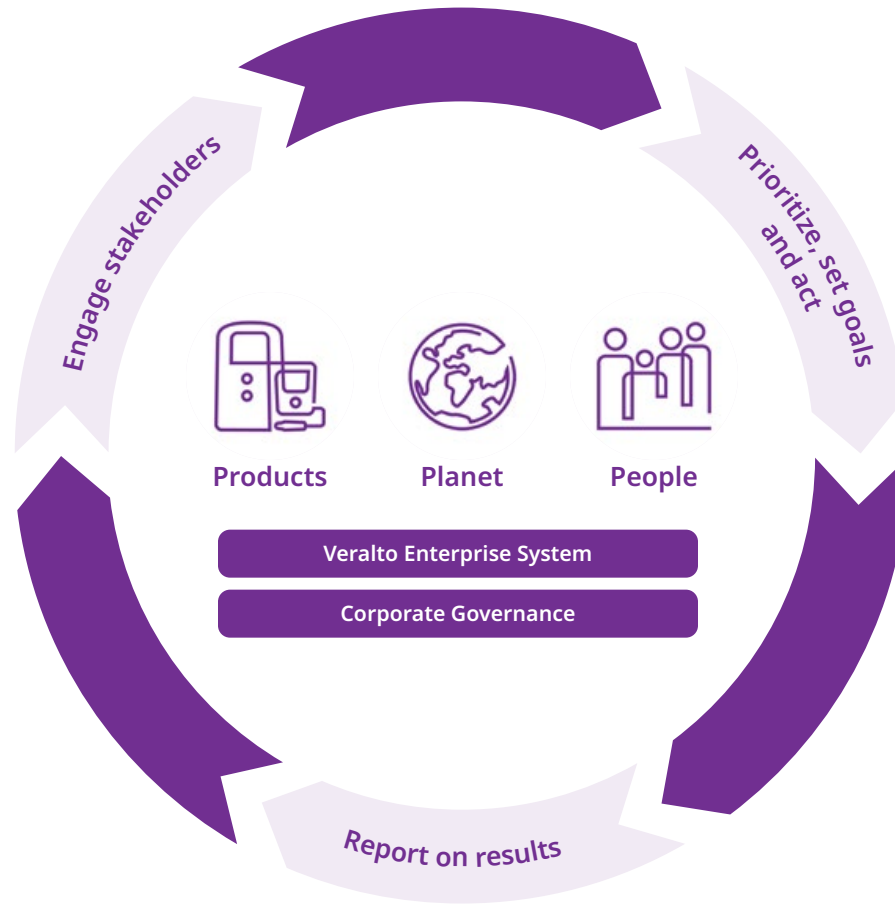 Engage stakeholders
Prioritize, set goals
and act
Products
Planet
People
Veralto Enterprise System
Corporate Governance
Report on results